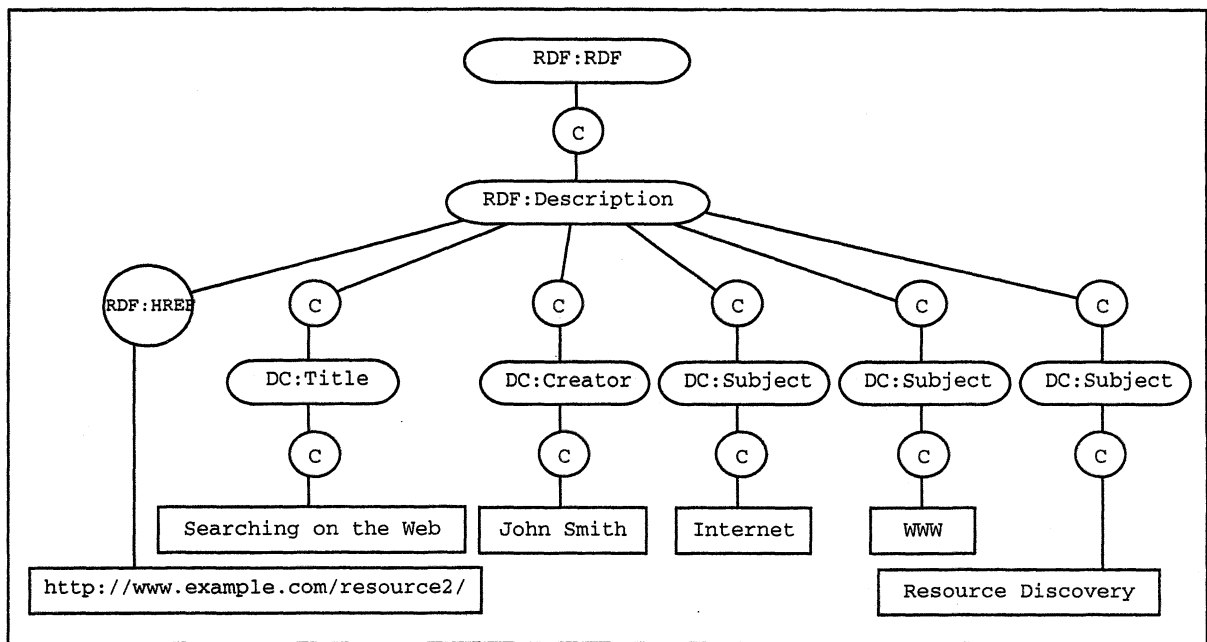 RDF:RDF
C
RDF:Description
RDF:HREF
C
C
C
C
C
DC:Title
DC:Creator
DC:Subject
DC:Subject
DC:Subject
C
C
C
C
C
Searching on the Web
John Smith
Internet
WWW
http://www.example.com/resource2/
Resource Discovery